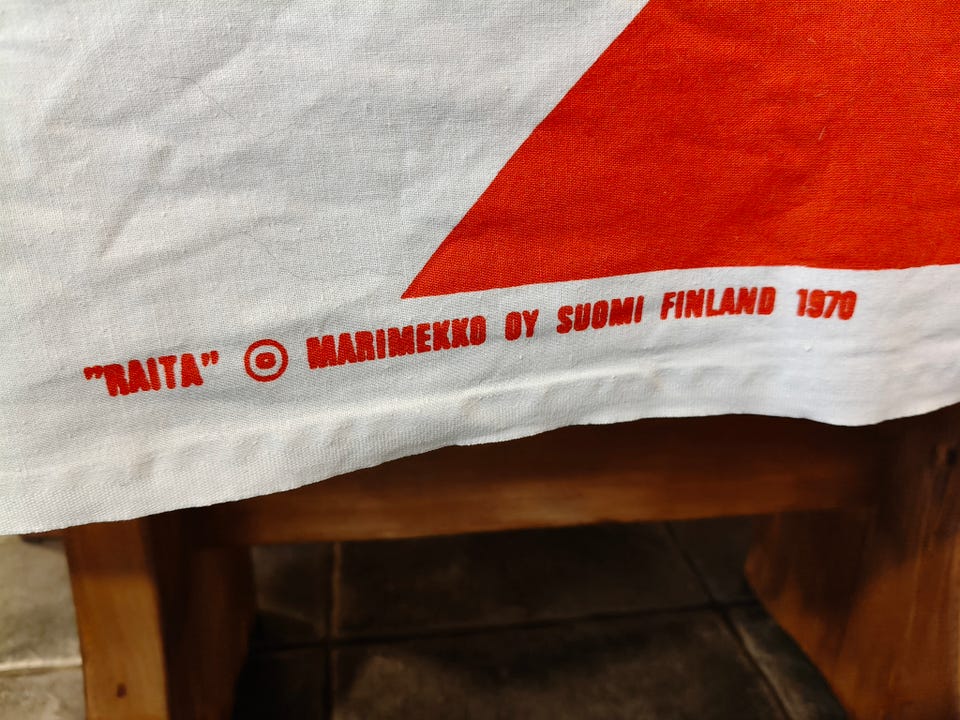 "RAITA" © MARIMEKKO OY SUOMI FINLAND 1970